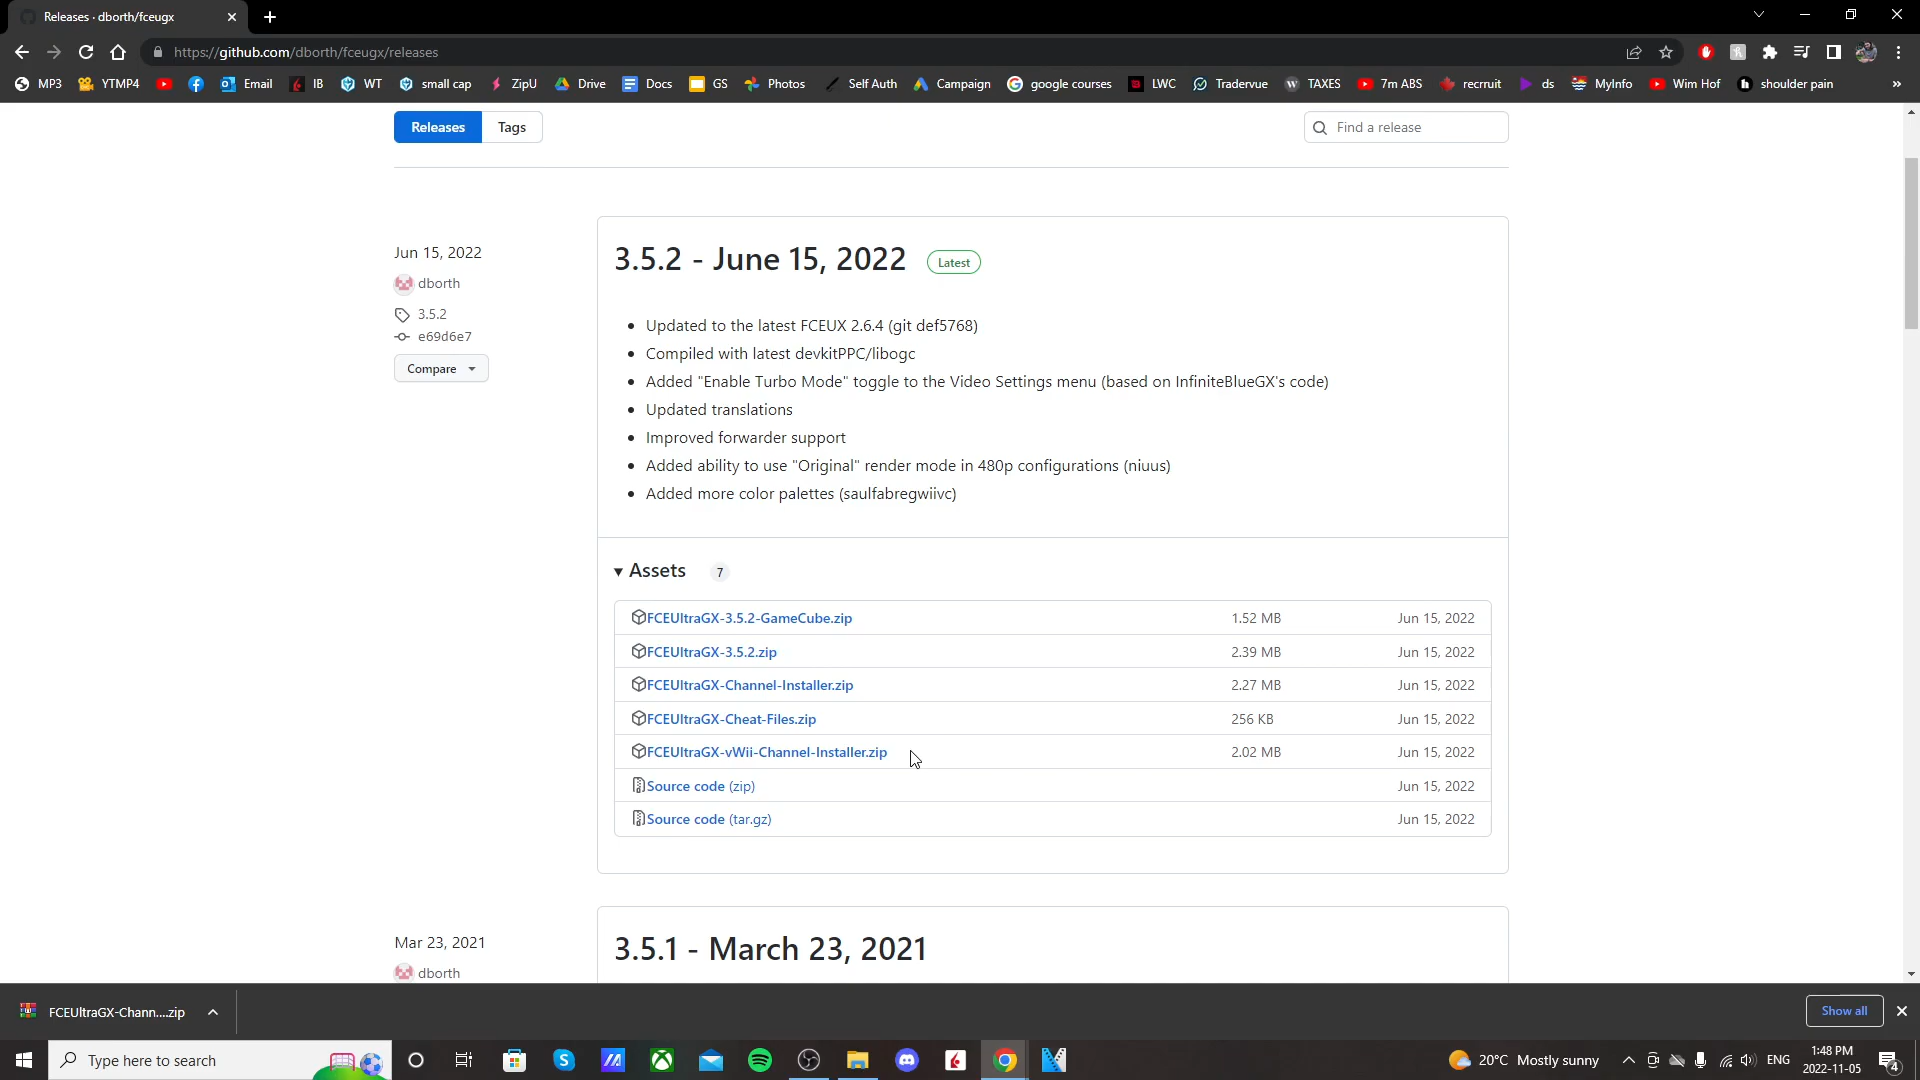 Releases · dborth/fceugx
https://github.com/dborth/fceugx/releases
MP3
YTMP4
Email
IB
WT
small cap
ZipU
Drive
Docs
GS
Photos
Self Auth
Campaign
google courses
LWC
Tradervue
TAXES
7m ABS
recrruit
ds
MyInfo
Wim Hof
shoulder pain
»
Releases
Tags
Find a release
Jun 15, 2022
dborth
3.5.2
e69d6e7
Compare
3.5.2 - June 15, 2022
Latest
Updated to the latest FCEUX 2.6.4 (git def5768)
Compiled with latest devkitPPC/libogc
Added "Enable Turbo Mode" toggle to the Video Settings menu (based on InfiniteBlueGX's code)
Updated translations
Improved forwarder support
Added ability to use "Original" render mode in 480p configurations (niuus)
Added more color palettes (saulfabregwiivc)
Assets 7
FCEUltraGX-3.5.2-GameCube.zip 1.52 MB Jun 15, 2022
FCEUltraGX-3.5.2.zip 2.39 MB Jun 15, 2022
FCEUltraGX-Channel-Installer.zip 2.27 MB Jun 15, 2022
FCEUltraGX-Cheat-Files.zip 256 KB Jun 15, 2022
FCEUltraGX-vWii-Channel-Installer.zip 2.02 MB Jun 15, 2022
Source code (zip) Jun 15, 2022
Source code (tar.gz) Jun 15, 2022
Mar 23, 2021
dborth
3.5.1 - March 23, 2021
FCEUltraGX-Chann....zip
Show all
Type here to search
20°C Mostly sunny
ENG
1:48 PM
2022-11-05
4